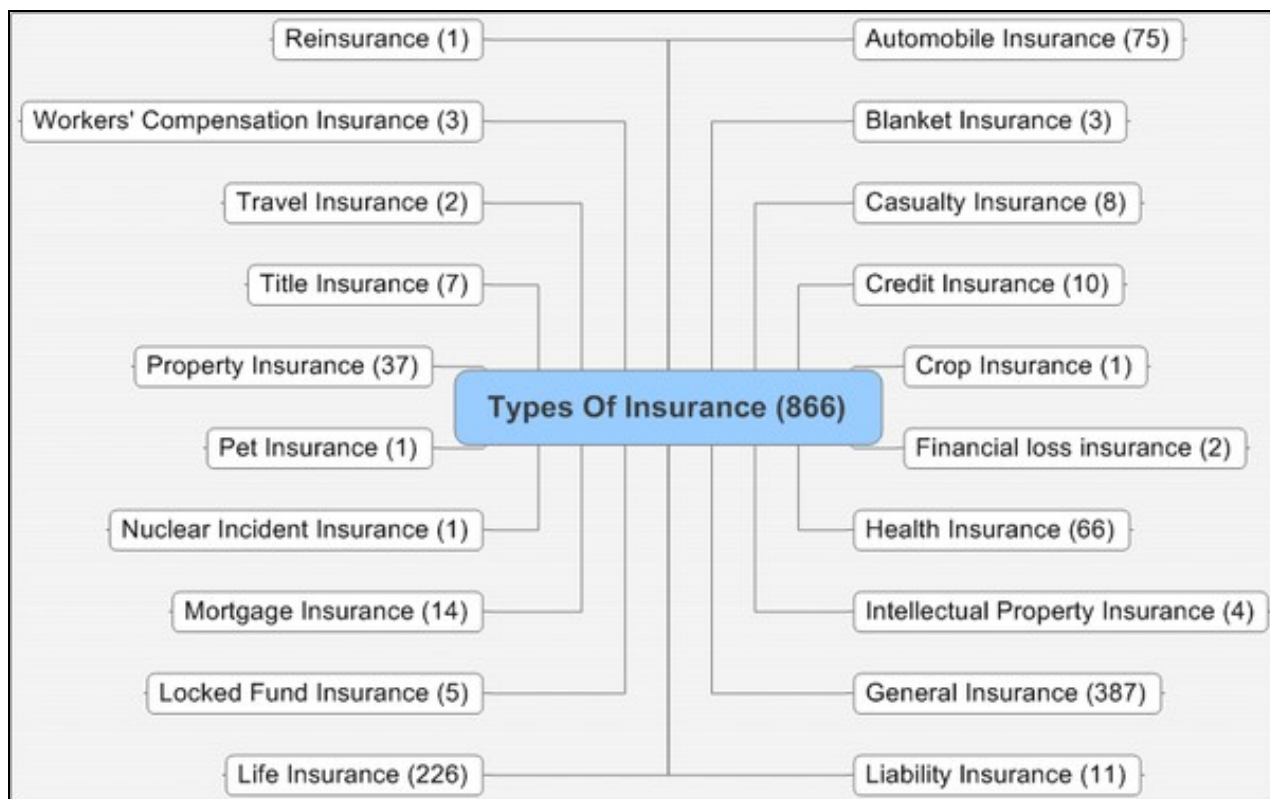 Reinsurance (1)
Automobile Insurance (75)
Workers' Compensation Insurance (3)
Blanket Insurance (3)
Travel Insurance (2)
Casualty Insurance (8)
Title Insurance (7)
Credit Insurance (10)
Property Insurance (37)
Crop Insurance (1)
Types Of Insurance (866)
Pet Insurance (1)
Financial loss insurance (2)
Nuclear Incident Insurance (1)
Health Insurance (66)
Mortgage Insurance (14)
Intellectual Property Insurance (4)
Locked Fund Insurance (5)
General Insurance (387)
Life Insurance (226)
Liability Insurance (11)